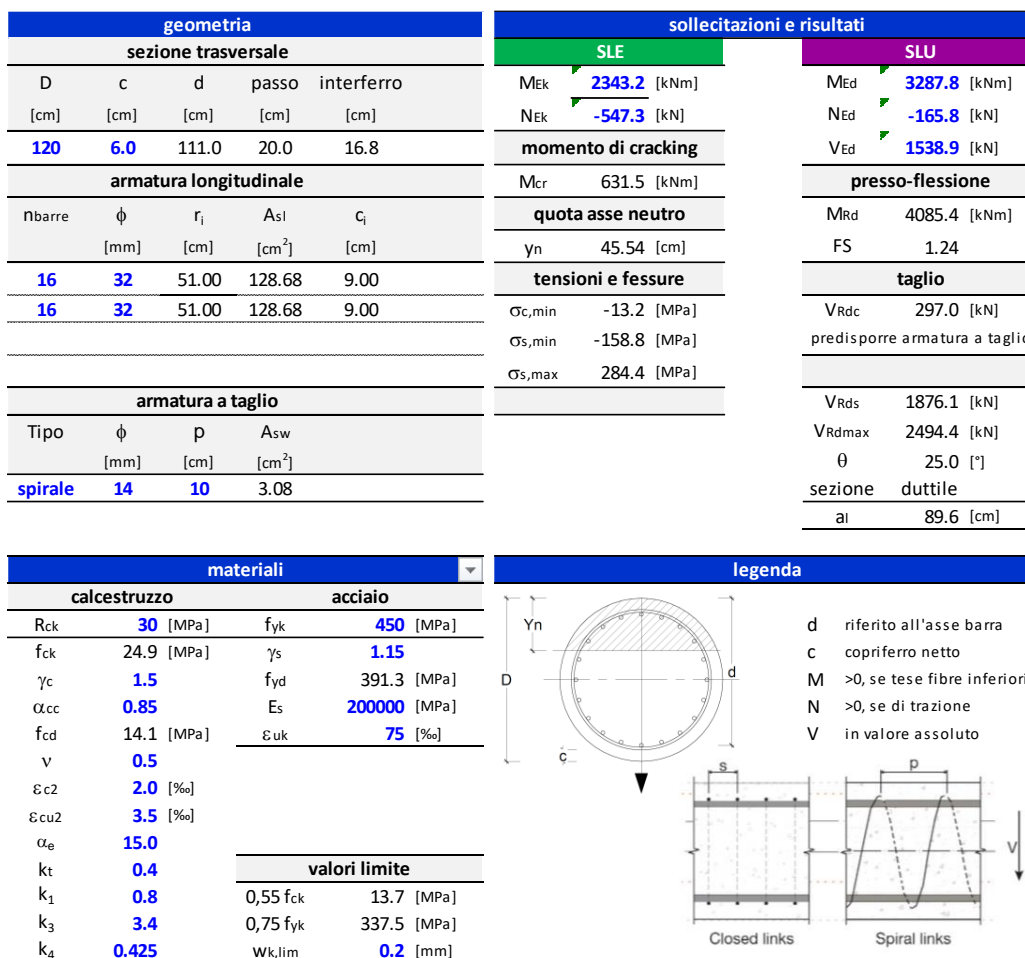 geometria
sezione trasversale
D c d passo interferro
[cm] [cm] [cm] [cm] [cm]
120 6.0 111.0 20.0 16.8
armatura longitudinale
nbarre ϕ ri Asl ci
[mm] [cm] [cm2] [cm]
16 32 51.00 128.68 9.00
16 32 51.00 128.68 9.00
armatura a taglio
Tipo ϕ p Asw
[mm] [cm] [cm2]
spirale 14 10 3.08
sollecitazioni e risultati
SLE
MEk 2343.2 [kNm]
NEk -547.3 [kN]
momento di cracking
Mcr 631.5 [kNm]
quota asse neutro
yn 45.54 [cm]
tensioni e fessure
σc,min -13.2 [MPa]
σs,min -158.8 [MPa]
σs,max 284.4 [MPa]
SLU
MEd 3287.8 [kNm]
NEd -165.8 [kN]
VEd 1538.9 [kN]
presso-flessione
MRd 4085.4 [kNm]
FS 1.24
taglio
VRdc 297.0 [kN]
predisporre armatura a taglio
VRds 1876.1 [kN]
VRdmax 2494.4 [kN]
θ 25.0 [°]
sezione duttile
al 89.6 [cm]
materiali
calcestruzzo
Rck 30 [MPa]
fck 24.9 [MPa]
γc 1.5
αcc 0.85
fcd 14.1 [MPa]
ν 0.5
εc2 2.0 [‰]
εcu2 3.5 [‰]
αe 15.0
kt 0.4
k1 0.8
k3 3.4
k4 0.425
acciaio
fyk 450 [MPa]
γs 1.15
fyd 391.3 [MPa]
Es 200000 [MPa]
εuk 75 [‰]
valori limite
0,55 fck 13.7 [MPa]
0,75 fyk 337.5 [MPa]
wk,lim 0.2 [mm]
legenda
Yn
D
d
c
d riferito all'asse barra
c copriferro netto
M >0, se tese fibre inferiori
N >0, se di trazione
V in valore assoluto
s
p
V
Closed links
Spiral links